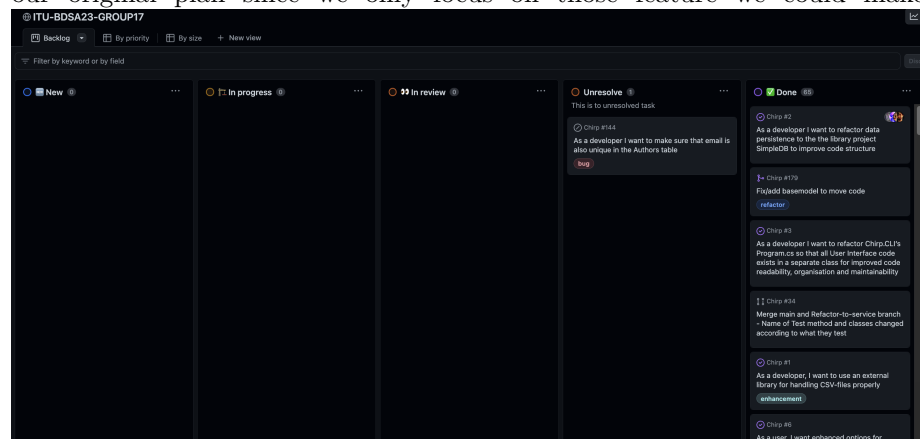 our original plan since we only focus on those feature we could make
ITU-BDSA23-GROUP17
Backlog By priority By size + New view
Filter by keyword or by field
New 0 ...
In progress 0 ...
In review 0 ...
Unresolve 1 ...
This is to unresolved task
Chirp #144
As a developer I want to make sure that email is
also unique in the Authors table
bug
Done 65 ...
Chirp #2
As a developer I want to refactor data
persistence to the the library project
SimpleDB to improve code structure
Chirp #179
Fix/add basemodel to move code
refactor
Chirp #3
As a developer I want to refactor Chirp.CLI's
Program.cs so that all User Interface code
exists in a separate class for improved code
readability, organisation and maintainability
Chirp #34
Merge main and Refactor-to-service branch
- Name of Test method and classes changed
according to what they test
Chirp #1
As a developer, I want to use an external
library for handling CSV-files properly
enhancement
Chirp #6
As a user, I want enhanced options for